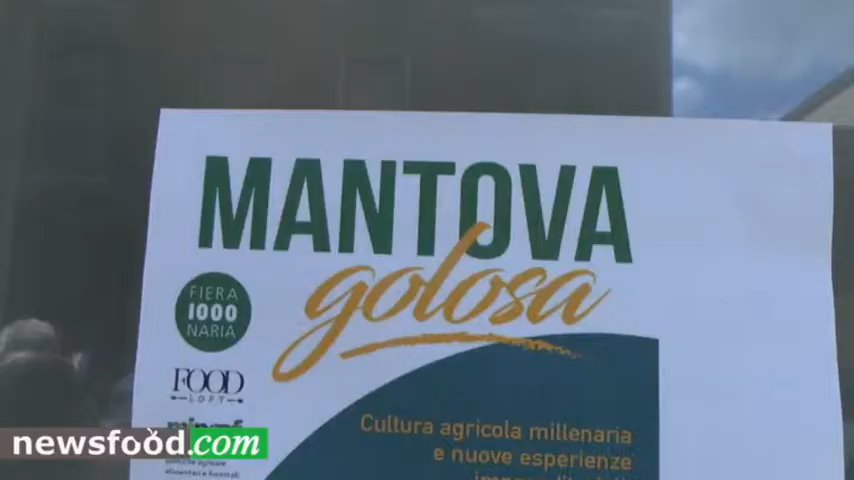 MANTOVA
golosa
FIERA
1000
NARIA
FOOD
LOFT
Cultura agricola millenaria
e nuove esperienze
newsfood.com